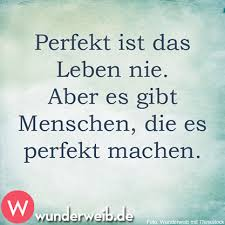 Perfekt ist das
Leben nie.
Aber es gibt
Menschen, die es
perfekt machen.
Foto: Wunderweib mit Thinkstock
W
wunderweib.de